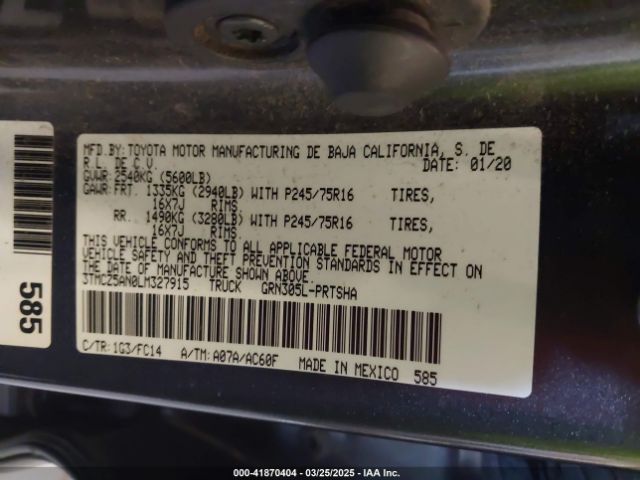 MFD.BY:TOYOTA MOTOR MANUFACTURING DE BAJA CALIFORNIA, S. DE
R.L. DE C.V. DATE: 01/20
GVWR 2540KG (5600LB)
GAWR: FRT. 1335KG (2940LB) WITH P245/75R16 TIRES,
16X7J RIMS
RR. 1490KG (3280LB) WITH P245/75R16 TIRES,
16X7J RIMS
THIS VEHICLE CONFORMS TO ALL APPLICABLE FEDERAL MOTOR
VEHICLE SAFETY AND THEFT PREVENTION STANDARDS IN EFFECT ON
THE DATE OF MANUFACTURE SHOWN ABOVE.
3TMCZ5AN0LM327915 TRUCK GRN305L-PRTSHA
C/TR:1G3/FC14 A/TM:A07A/AC60F MADE IN MEXICO 585
585
000-41870404 — 03/25/2025 — IAA Inc.